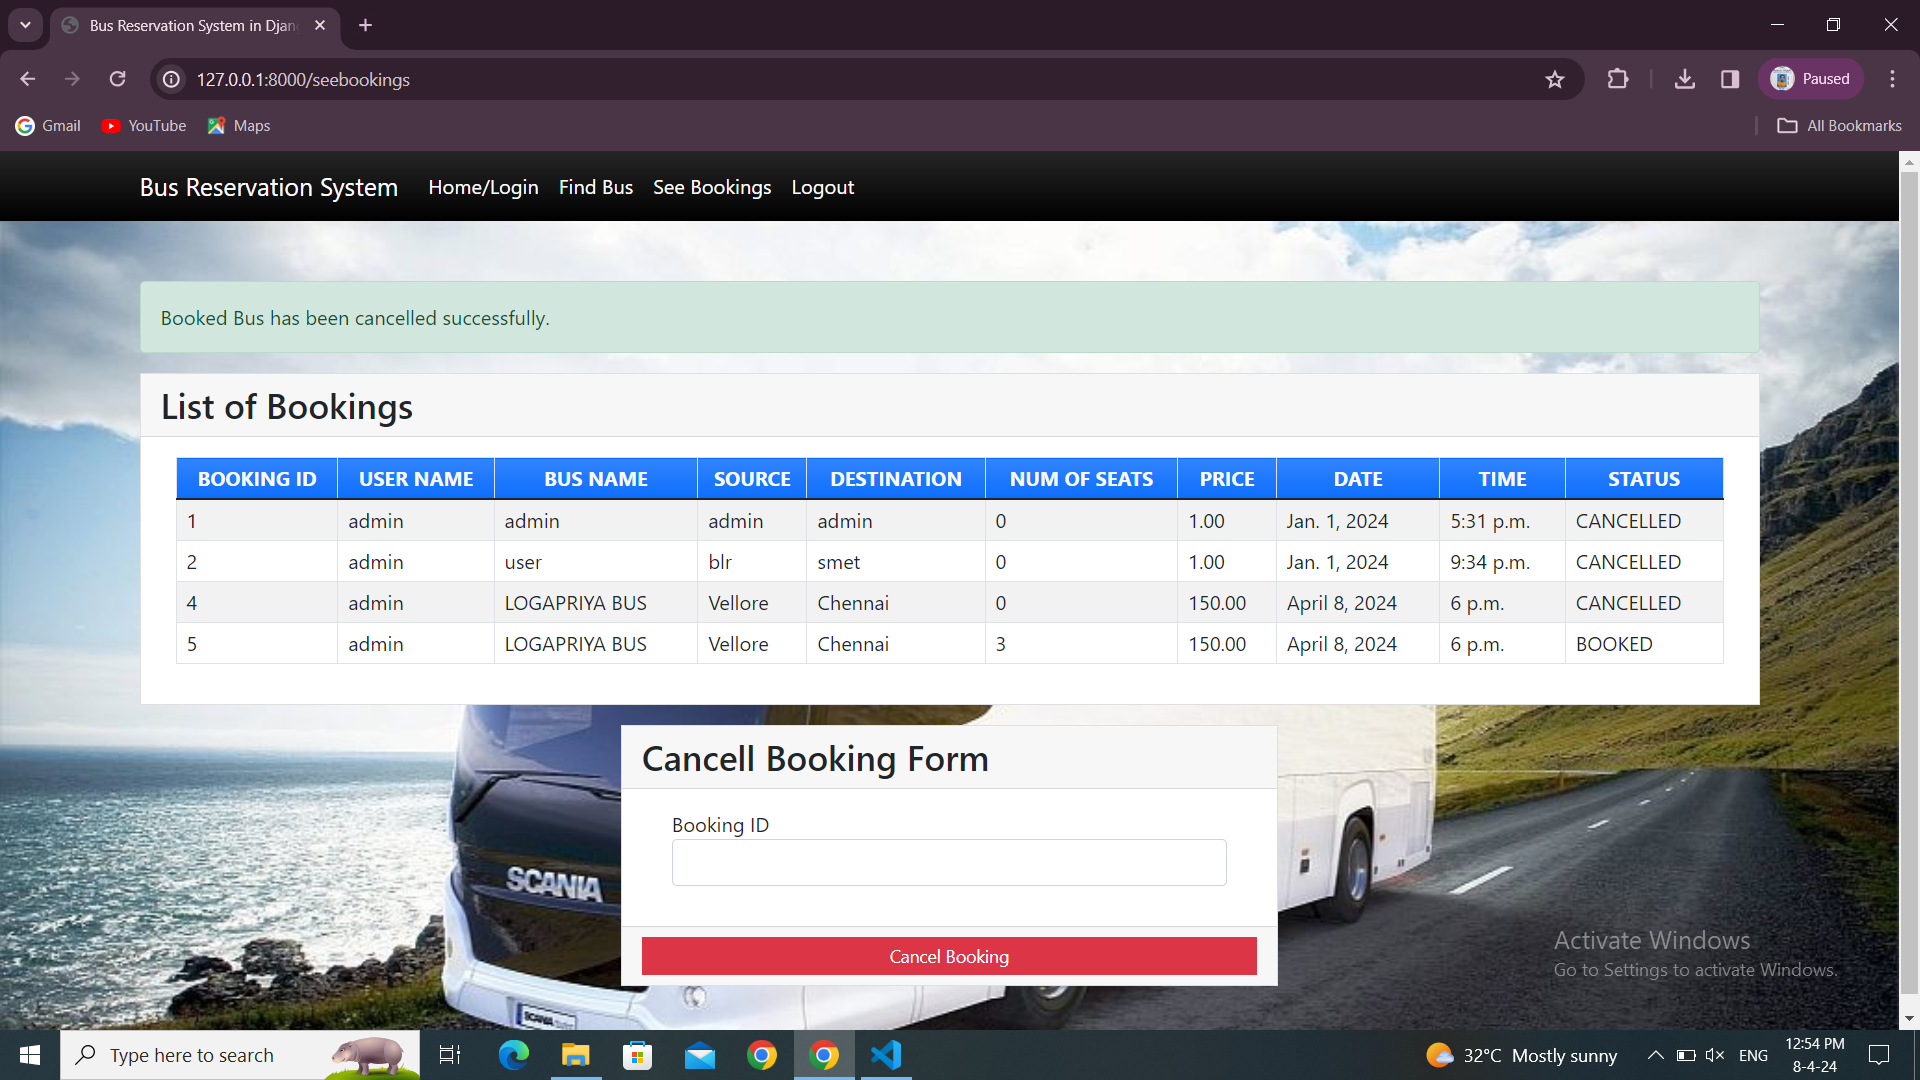 Bus Reservation System in Djan
127.0.0.1:8000/seebookings
Paused
Gmail YouTube Maps All Bookmarks
Bus Reservation System Home/Login Find Bus See Bookings Logout
Booked Bus has been cancelled successfully.
List of Bookings
BOOKING ID USER NAME BUS NAME SOURCE DESTINATION NUM OF SEATS PRICE DATE TIME STATUS
1 admin admin admin admin 0 1.00 Jan. 1, 2024 5:31 p.m. CANCELLED
2 admin user blr smet 0 1.00 Jan. 1, 2024 9:34 p.m. CANCELLED
4 admin LOGAPRIYA BUS Vellore Chennai 0 150.00 April 8, 2024 6 p.m. CANCELLED
5 admin LOGAPRIYA BUS Vellore Chennai 3 150.00 April 8, 2024 6 p.m. BOOKED
Cancell Booking Form
Booking ID
SCANIA
Cancel Booking
Activate Windows
Go to Settings to activate Windows.
SCANIA
Type here to search
32°C Mostly sunny
ENG
12:54 PM
8-4-24